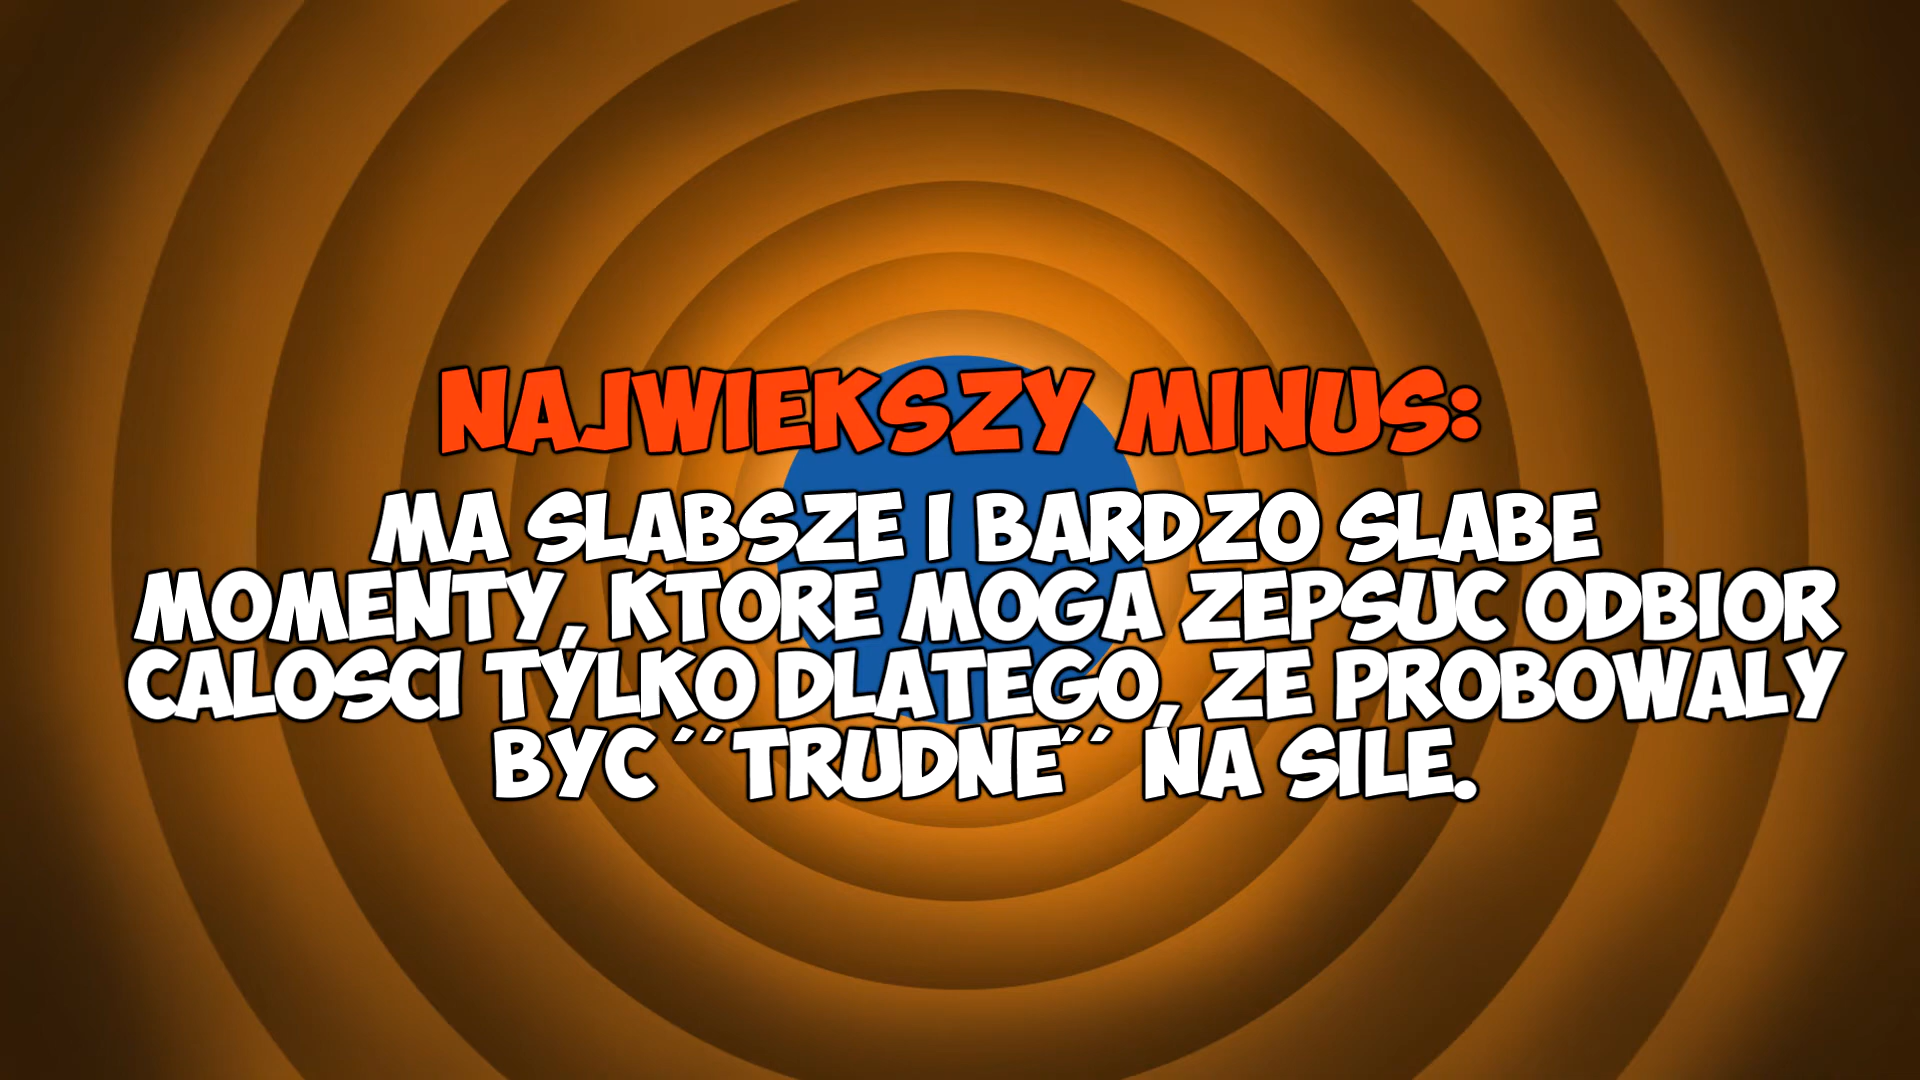 NAJWIEKSZY MINUS:
MA SLABSZE I BARDZO SLABE
MOMENTY, KTORE MOGA ZEPSUC ODBIOR
CALOSCI TYLKO DLATEGO, ZE PROBOWALY
BYC ´´TRUDNE´´ NA SILE.